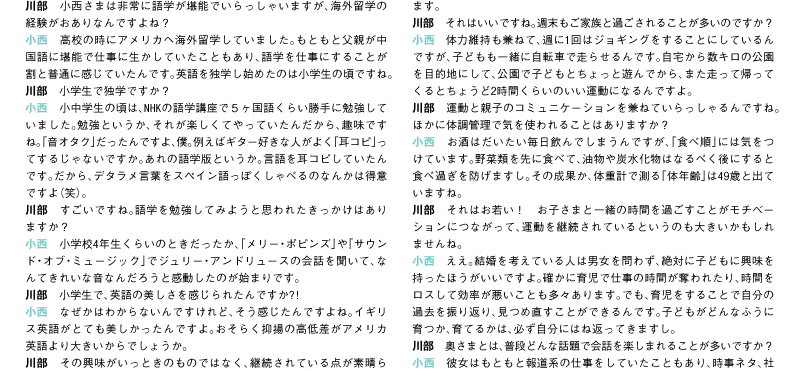 川部　小西さまは非常に語学が堪能でいらっしゃいますが、海外留学の
経験がおありなんですよね？
小西　高校の時にアメリカへ海外留学していました。もともと父親が中
国語に堪能で仕事に生かしていたこともあり、語学を仕事にすることが
割と普通に感じていたんです。英語を独学し始めたのは小学生の頃ですね。
川部　小学生で独学ですか？
小西　小中学生の頃は、NHKの語学講座で５ヶ国語くらい勝手に勉強して
いました。勉強というか、それが楽しくてやっていたんだから、趣味です
ね。「音オタク」だったんですよ、僕。例えばギター好きな人がよく「耳コピ」っ
てするじゃないですか。あれの語学版というか。言語を耳コピしていたん
です。だから、デタラメ言葉をスペイン語っぽくしゃべるのなんかは得意
ですよ（笑）。
川部　すごいですね。語学を勉強してみようと思われたきっかけはあり
ますか？
小西　小学校4年生くらいのときだったか、「メリー・ポピンズ」や「サウン
ド・オブ・ミュージック」でジュリー・アンドリュースの会話を聞いて、な
んてきれいな音なんだろうと感動したのが始まりです。
川部　小学生で、英語の美しさを感じられたんですか?!
小西　なぜかはわからないんですけれど、そう感じたんですよね。イギリ
ス英語がとても美しかったんですよ。おそらく抑揚の高低差がアメリカ
英語より大きいからでしょうか。
川部　その興味がいっときのものではなく、継続されている点が素晴ら
ます。
川部　それはいいですね。週末もご家族と過ごされることが多いのですか？
小西　体力維持も兼ねて、週に1回はジョギングをすることにしているん
ですが、子どもも一緒に自転車で走らせるんです。自宅から数キロの公園
を目的地にして、公園で子どもとちょっと遊んでから、また走って帰って
くるとちょうど2時間くらいのいい運動になるんですよ。
川部　運動と親子のコミュニケーションを兼ねていらっしゃるんですね。
ほかに体調管理で気を使われることはありますか？
小西　お酒はだいたい毎日飲んでしまうんですが、「食べ順」には気をつ
けています。野菜類を先に食べて、油物や炭水化物はなるべく後にすると
食べ過ぎを防げますし。その成果か、体重計で測る「体年齢」は49歳と出て
いますね。
川部　それはお若い！　お子さまと一緒の時間を過ごすことがモチベー
ションにつながって、運動を継続されているというのも大きいかもしれ
ませんね。
小西　ええ。結婚を考えている人は男女を問わず、絶対に子どもに興味を
持ったほうがいいですよ。確かに育児で仕事の時間が奪われたり、時間を
ロスして効率が悪いことも多々あります。でも、育児をすることで自分の
過去を振り返り、見つめ直すことができるんです。子どもがどんなふうに
育つか、育てるかは、必ず自分にはね返ってきますし。
川部　奥さまとは、普段どんな話題で会話を楽しまれることが多いですか？
小西　彼女はもともと報道系の仕事をしていたこともあり、時事ネタ、社